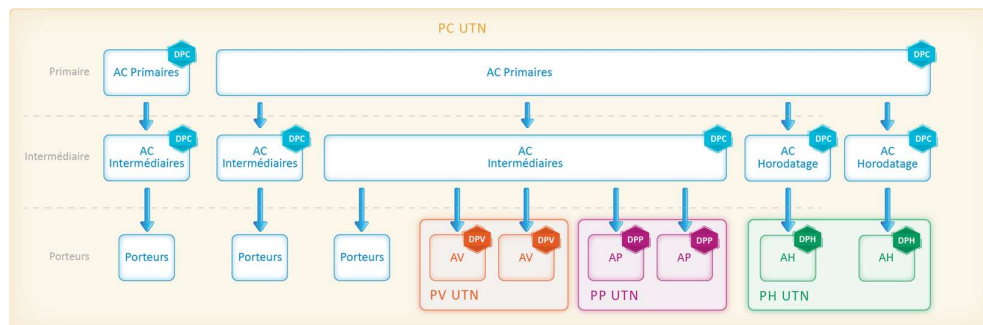 PC UTN
DPC
DPC
Primaire
AC Primaires
AC Primaires
DPC
DPC
DPC
DPC
DPC
Intermédiaire
AC
Intermédiaires
AC
Intermédiaires
AC
Intermédiaires
AC
Horodatage
AC
Horodatage
DPV
DPV
DPP
DPP
DPH
DPH
Porteurs
Porteurs
Porteurs
Porteurs
AV
AV
AP
AP
AH
AH
PV UTN
PP UTN
PH UTN